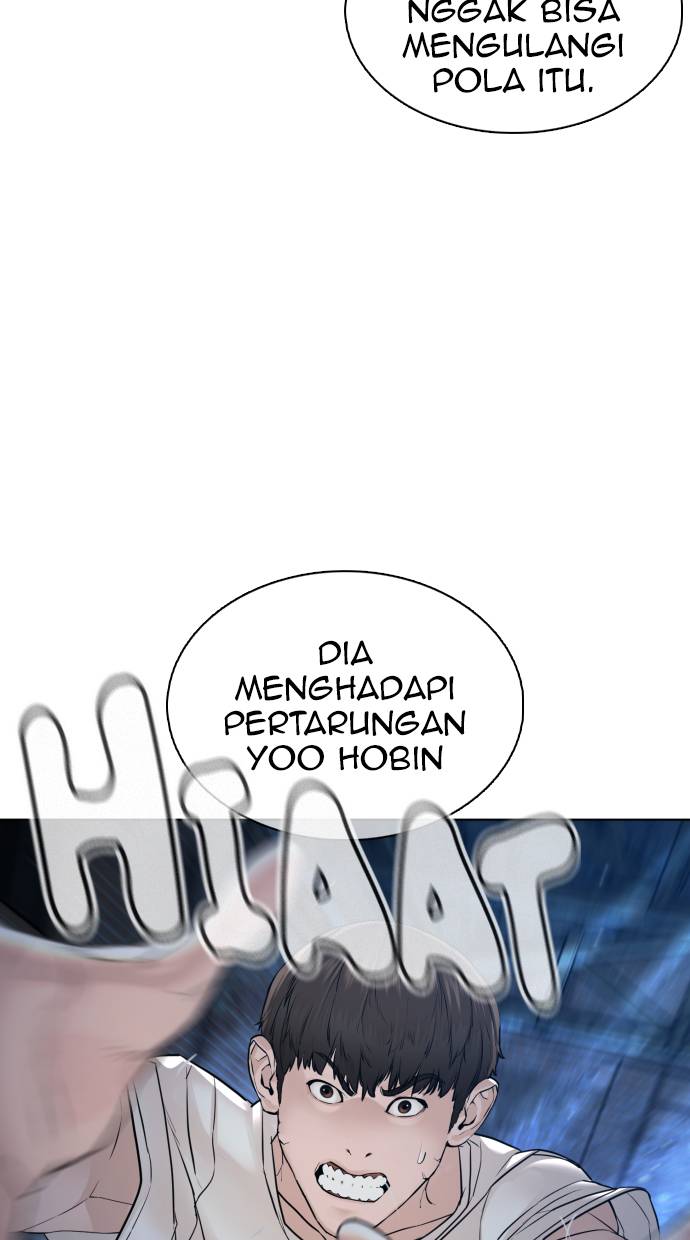 NGGAK BISA
MENGULANGI
POLA ITU.
DIA
MENGHADAPI
PERTARUNGAN
YOO HOBIN
HIAAT